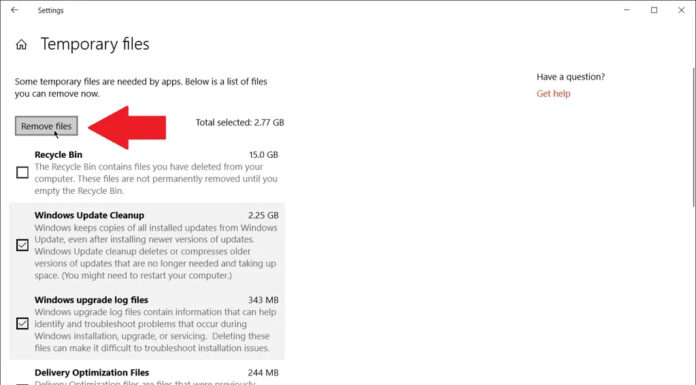 Settings
Temporary files
Some temporary files are needed by apps. Below is a list of files
you can remove now.
Remove files
Total selected: 2.77 GB
Recycle Bin 15.0 GB
The Recycle Bin contains files you have deleted from your
computer. These files are not permanently removed until you
empty the Recycle Bin.
Windows Update Cleanup 2.25 GB
Windows keeps copies of all installed updates from Windows
Update, even after installing newer versions of updates.
Windows Update cleanup deletes or compresses older
versions of updates that are no longer needed and taking up
space. (You might need to restart your computer.)
Windows upgrade log files 343 MB
Windows upgrade log files contain information that can help
identify and troubleshoot problems that occur during
Windows installation, upgrade, or servicing.  Deleting these
files can make it difficult to troubleshoot installation issues.
Delivery Optimization Files 244 MB
Delivery Optimization files are files that were previously
Have a question?
Get help